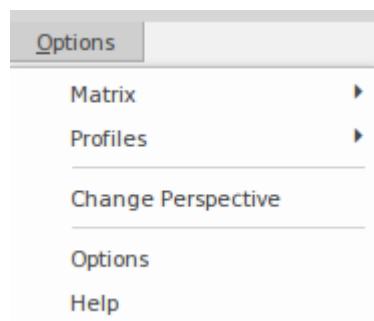 Options
Matrix
Profiles
Change Perspective
Options
Help